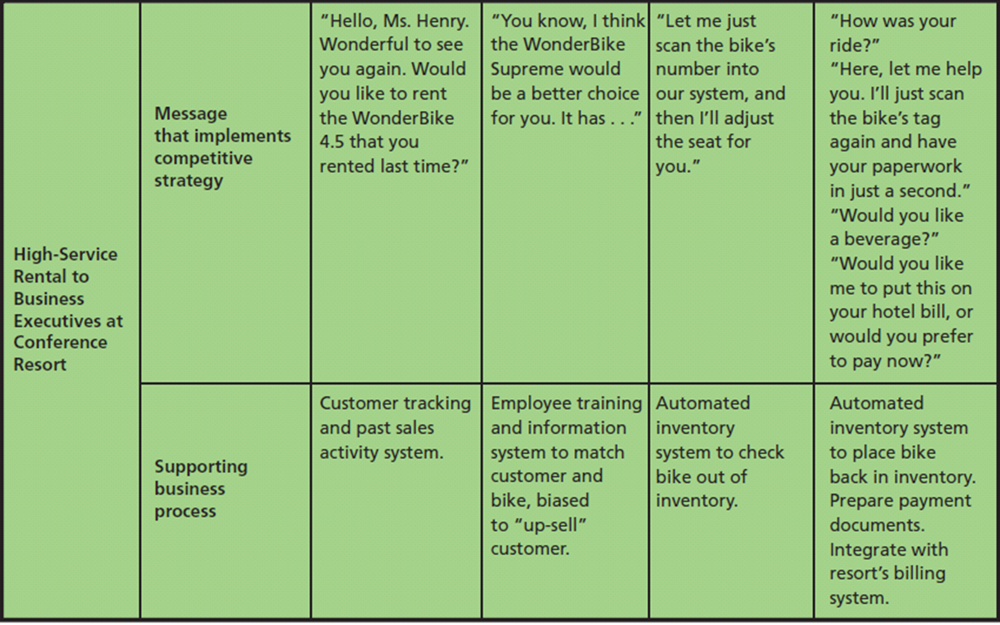 High-Service
Rental to
Business
Executives at
Conference
Resort
Message
that implements
competitive
strategy
“Hello, Ms. Henry.
Wonderful to see
you again. Would
you like to rent
the WonderBike
4.5 that you
rented last time?”
“You know, I think
the WonderBike
Supreme would
be a better choice
for you. It has . . .”
“Let me just
scan the bike’s
number into
our system, and
then I’ll adjust
the seat for
you.”
“How was your
ride?”
“Here, let me help
you. I’ll just scan
the bike’s tag
again and have
your paperwork
in just a second.”
“Would you like
a beverage?”
“Would you like
me to put this on
your hotel bill, or
would you prefer
to pay now?”
Supporting
business
process
Customer tracking
and past sales
activity system.
Employee training
and information
system to match
customer and
bike, biased
to “up-sell”
customer.
Automated
inventory
system to check
bike out of
inventory.
Automated
inventory system
to place bike
back in inventory.
Prepare payment
documents.
Integrate with
resort’s billing
system.